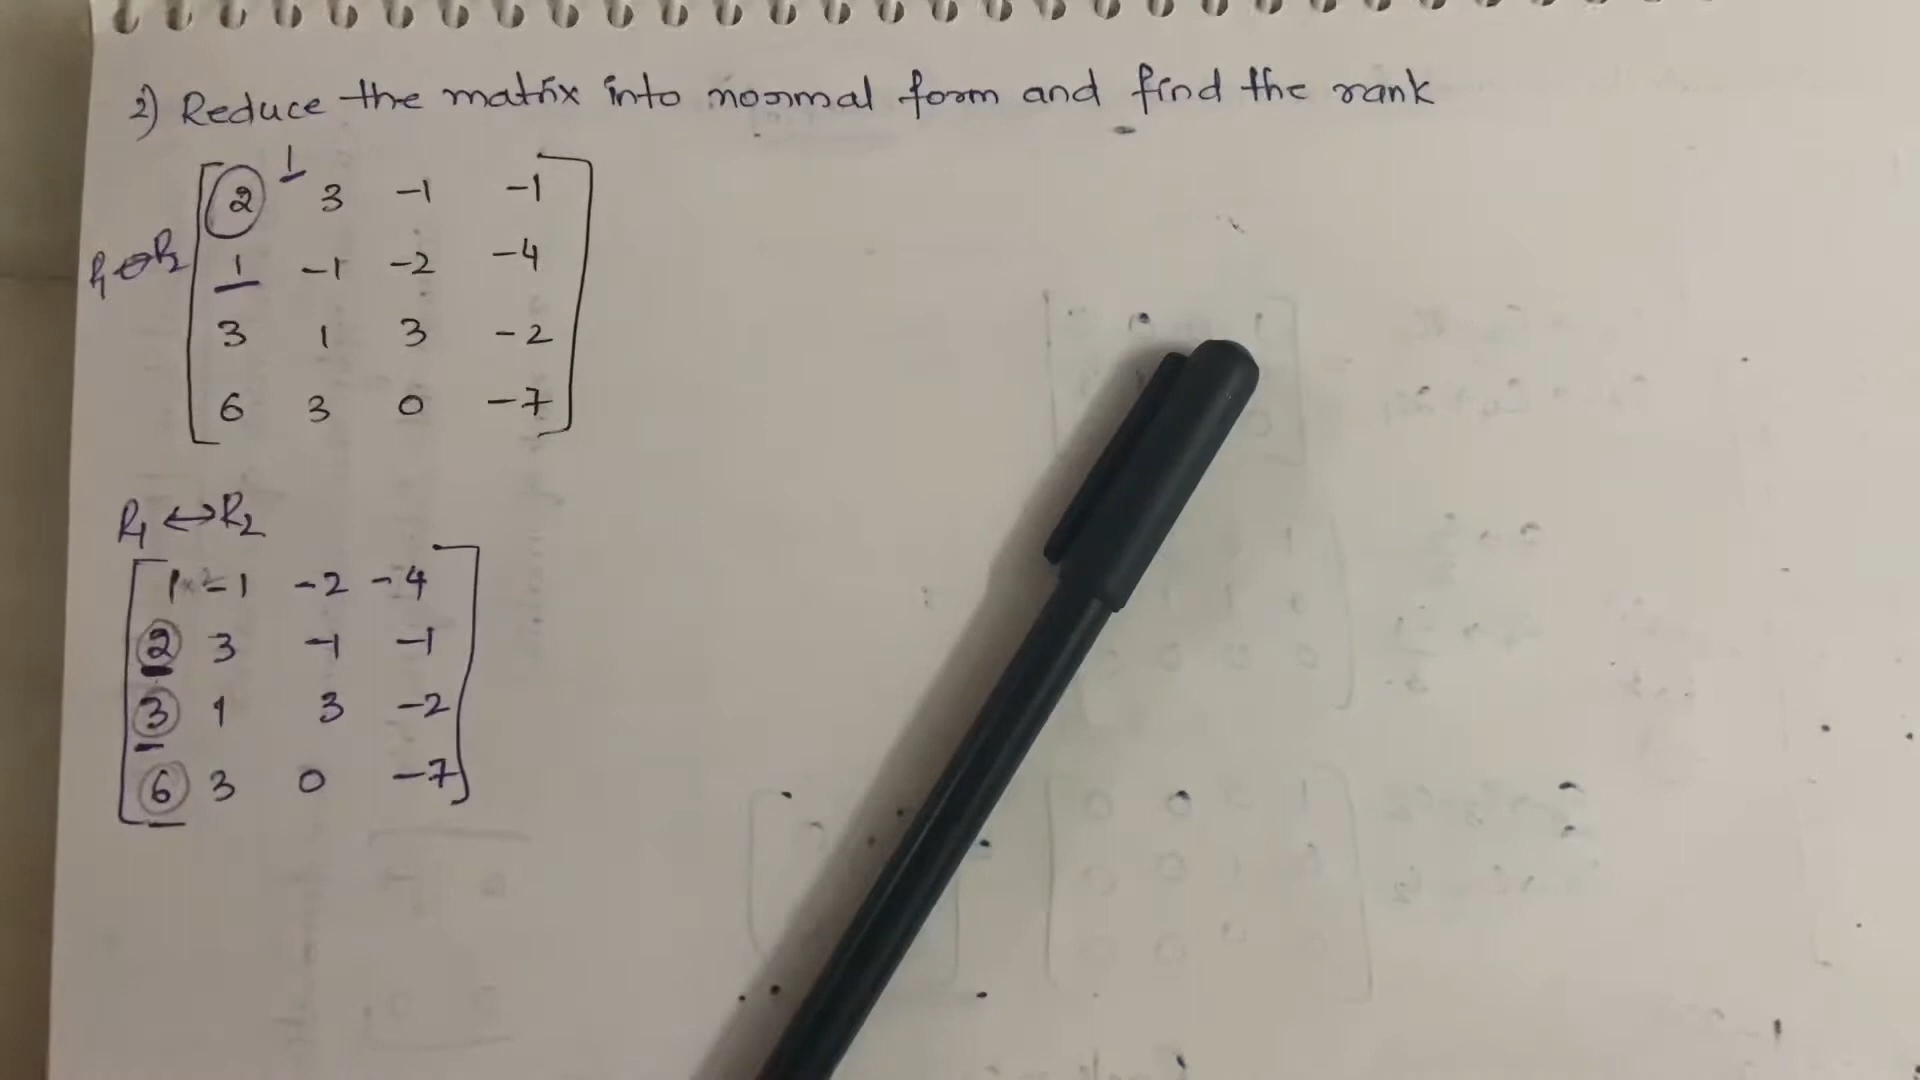 2) Reduce the matrix into normal form and find the rank
1
2 3 -1 -1
R1 ↔ R2 1 -1 -2 -4
3 1 3 -2
6 3 0 -7
R1 ↔ R2
1 -1 -2 -4
2 3 -1 -1
3 1 3 -2
6 3 0 -7